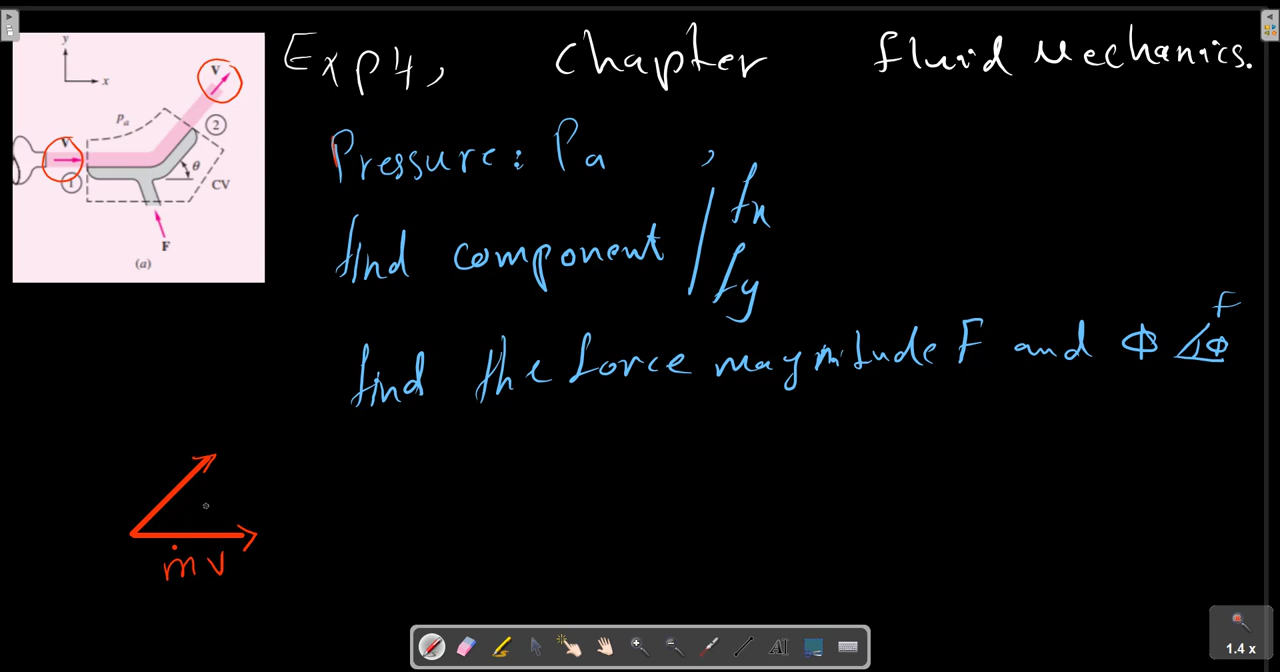 Exp4, Chapter fluid Mechanics.
y
x
V
Pa
2
V
θ
1
CV
F
(a)
Pressure: Pa ,
find component fx
fy
find the force magnitude F and Φ F Φ
ṁ V
AI
1.4 x